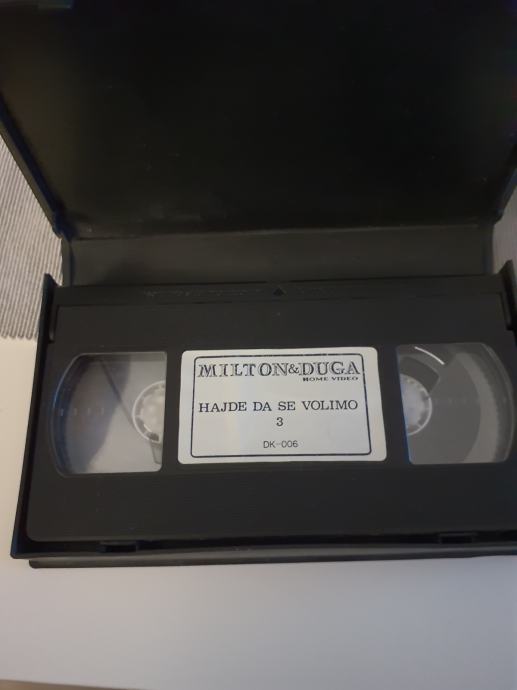 MILTON&DUGA
HOME VIDEO
HAJDE DA SE VOLIMO
3
DK-006